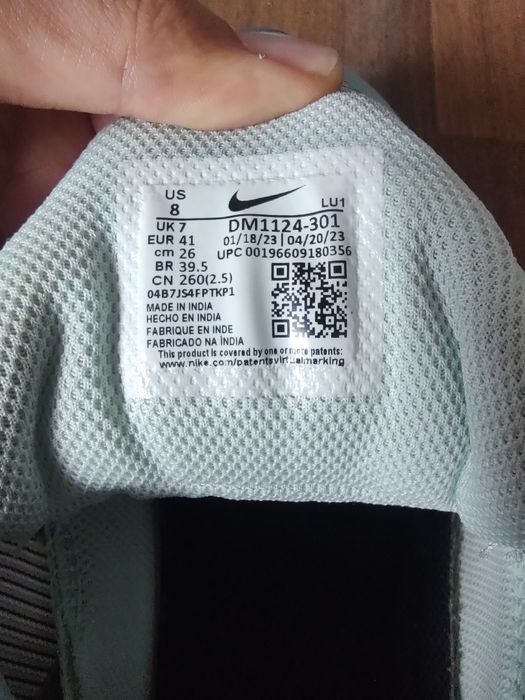 US
8
LU1
UK 7
DM1124-301
EUR 41
01/18/23 | 04/20/23
cm 26
UPC 00196609180356
BR 39.5
CN 260(2.5)
04B7JS4FPTKP1
MADE IN INDIA
HECHO EN INDIA
FABRIQUE EN INDE
FABRICADO NA ÍNDIA
This product is covered by one or more patents:
www.nike.com/patentsvirtualmarking